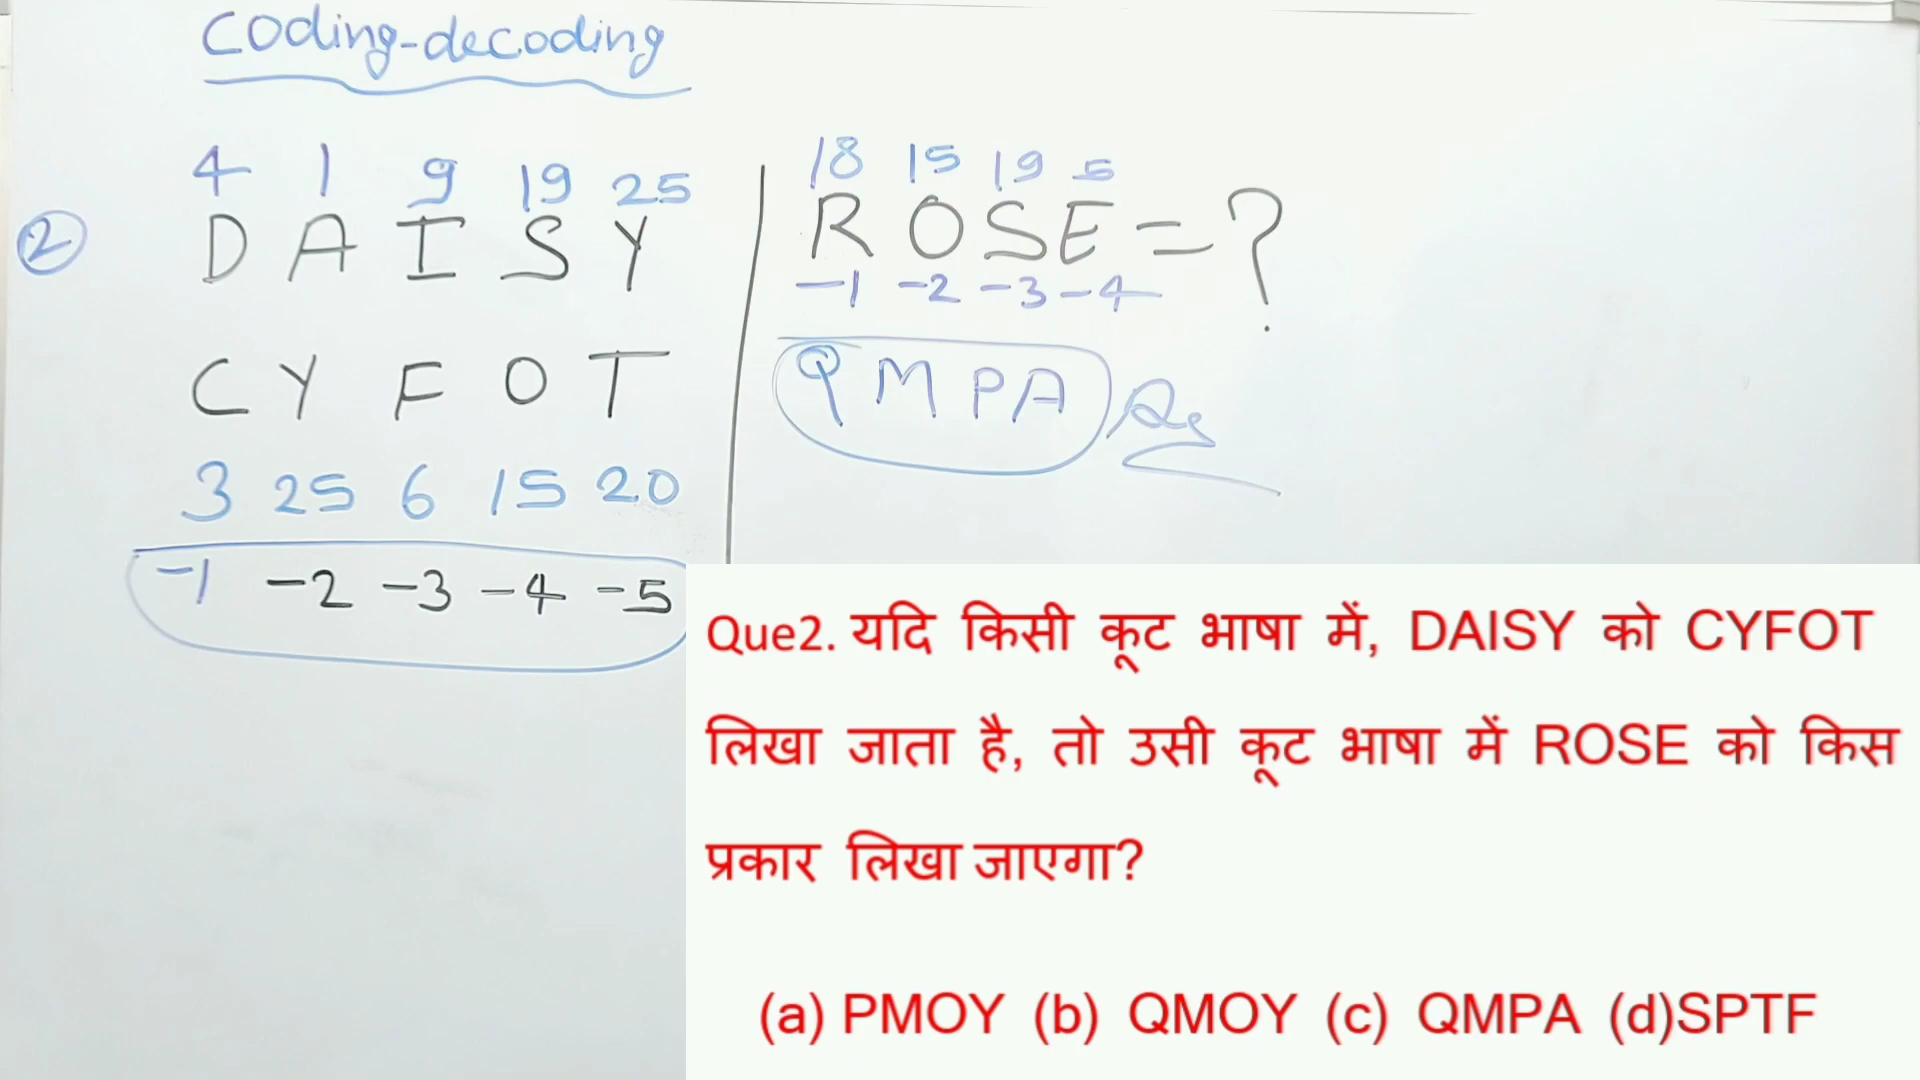 Coding-decoding
4 1 9 19 25
② D A I S Y
C Y F O T
3 25 6 15 20
-1 -2 -3 -4 -5
18 15 19 5
R O S E = ?
-1 -2 -3 -4
Q M P A
Que2. यदि किसी कूट भाषा में, DAISY को CYFOT
लिखा जाता है, तो उसी कूट भाषा में ROSE को किस
प्रकार लिखा जाएगा?
(a) PMOY (b) QMOY (c) QMPA (d)SPTF